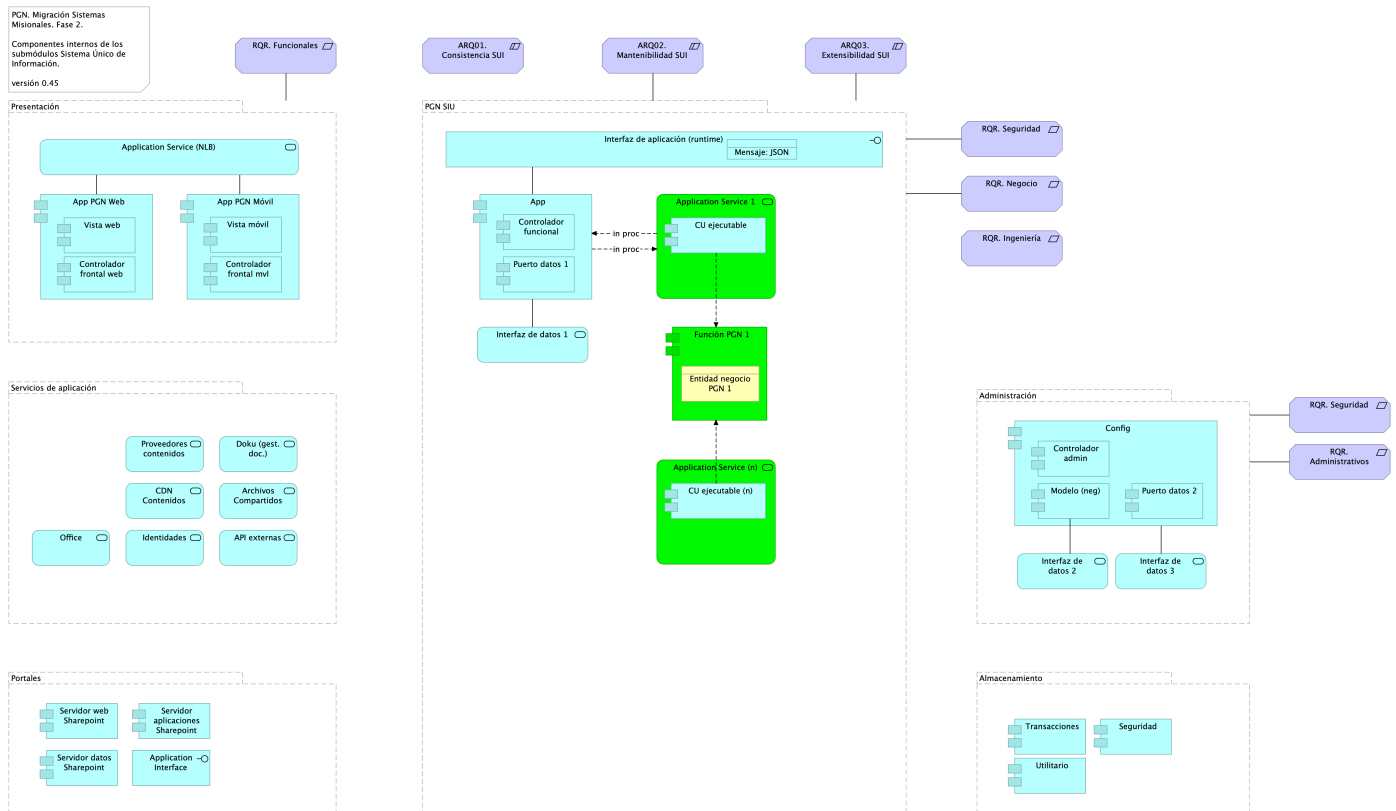 PGN. Migración Sistemas
Misionales. Fase 2.
Componentes internos de los
submódulos Sistema Único de
Información.
versión 0.45
RQR. Funcionales
ARQ01.
Consistencia SUI
ARQ02.
Mantenibilidad SUI
ARQ03.
Extensibilidad SUI
Presentación
Application Service (NLB)
App PGN Web
Vista web
Controlador
frontal web
App PGN Móvil
Vista móvil
Controlador
frontal mvl
PGN SIU
Interfaz de aplicación (runtime)
Mensaje: JSON
App
Controlador
funcional
Puerto datos 1
in proc
in proc
Application Service 1
CU ejecutable
Interfaz de datos 1
Función PGN 1
Entidad negocio
PGN 1
Application Service (n)
CU ejecutable (n)
RQR. Seguridad
RQR. Negocio
RQR. Ingeniería
Servicios de aplicación
Proveedores
contenidos
Doku (gest.
doc.)
CDN
Contenidos
Archivos
Compartidos
Office
Identidades
API externas
Administración
Config
Controlador
admin
Modelo (neg)
Puerto datos 2
Interfaz de
datos 2
Interfaz de
datos 3
RQR. Seguridad
RQR.
Administrativos
Portales
Servidor web
Sharepoint
Servidor
aplicaciones
Sharepoint
Servidor datos
Sharepoint
Application
Interface
Almacenamiento
Transacciones
Seguridad
Utilitario